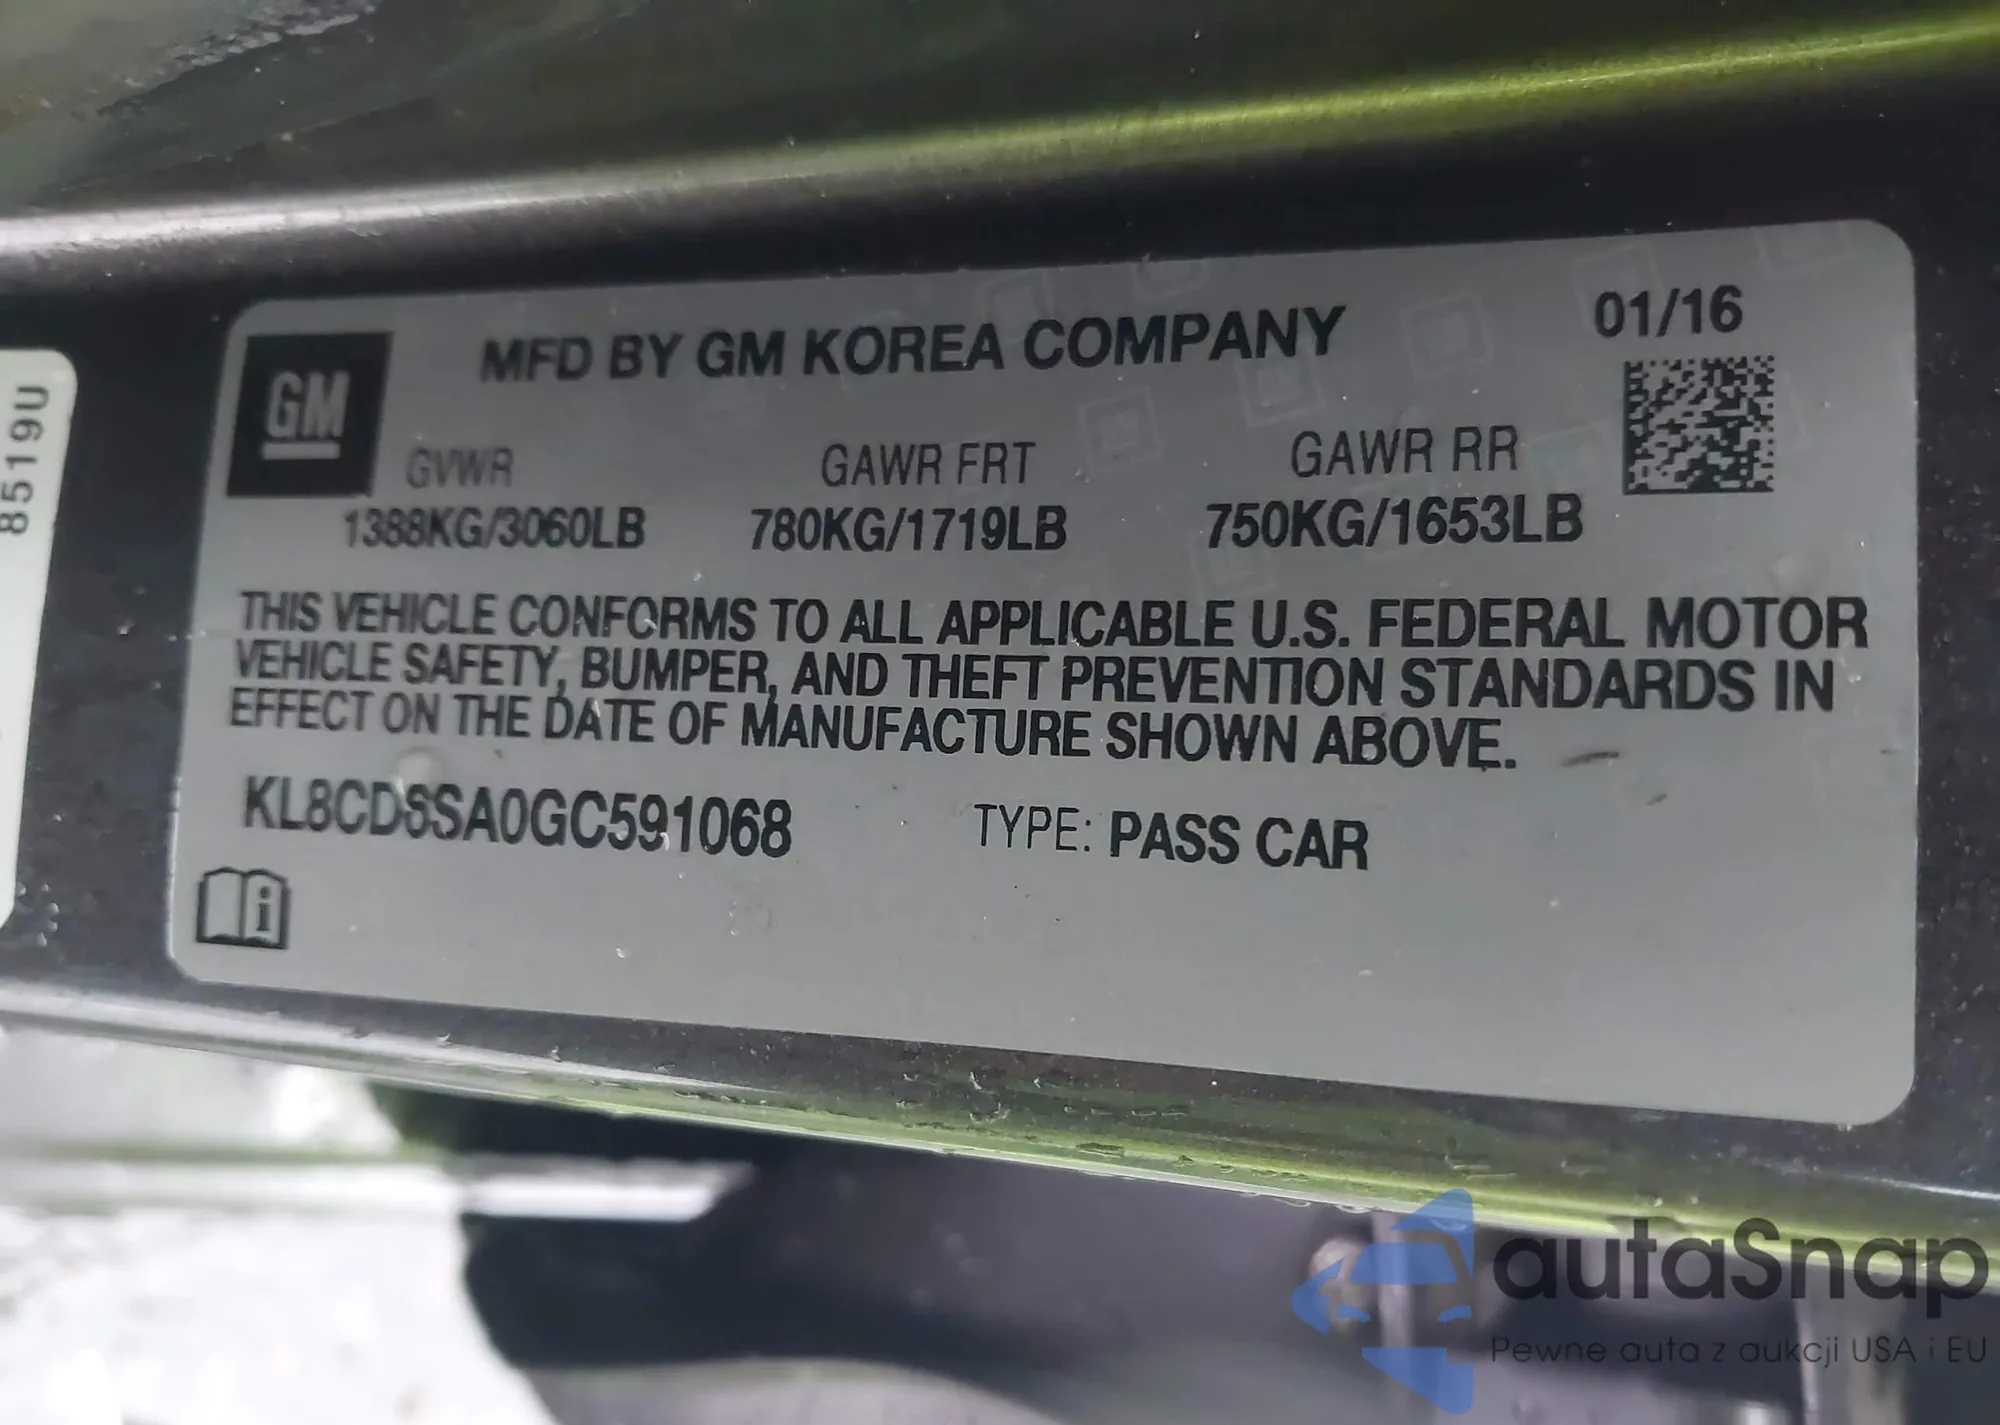 8519U
GM
MFD BY GM KOREA COMPANY
01/16
GVWR GAWR FRT GAWR RR
1388KG/3060LB 780KG/1719LB 750KG/1653LB
THIS VEHICLE CONFORMS TO ALL APPLICABLE U.S. FEDERAL MOTOR
VEHICLE SAFETY, BUMPER, AND THEFT PREVENTION STANDARDS IN
EFFECT ON THE DATE OF MANUFACTURE SHOWN ABOVE.
KL8CD8SA0GC591068 TYPE: PASS CAR
autaSnap
Pewne auta z aukcji USA i EU